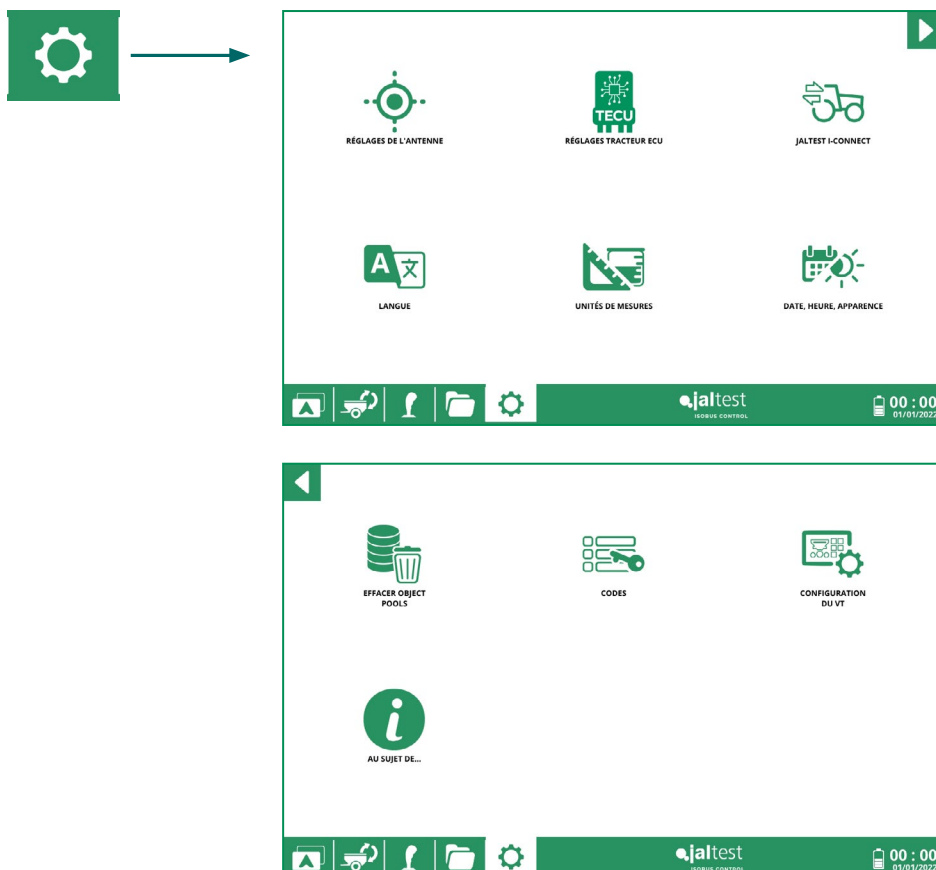 TECU
RÉGLAGES DE L'ANTENNE
RÉGLAGES TRACTEUR ECU
JALTEST I-CONNECT
A 文
LANGUE
UNITÉS DE MESURES
DATE, HEURE, APPARENCE
jaltest
ISOBUS CONTROL
00 : 00
01/01/2022
EFFACER OBJECT
POOLS
CODES
CONFIGURATION
DU VT
i
AU SUJET DE...
jaltest
ISOBUS CONTROL
00 : 00
01/01/2022